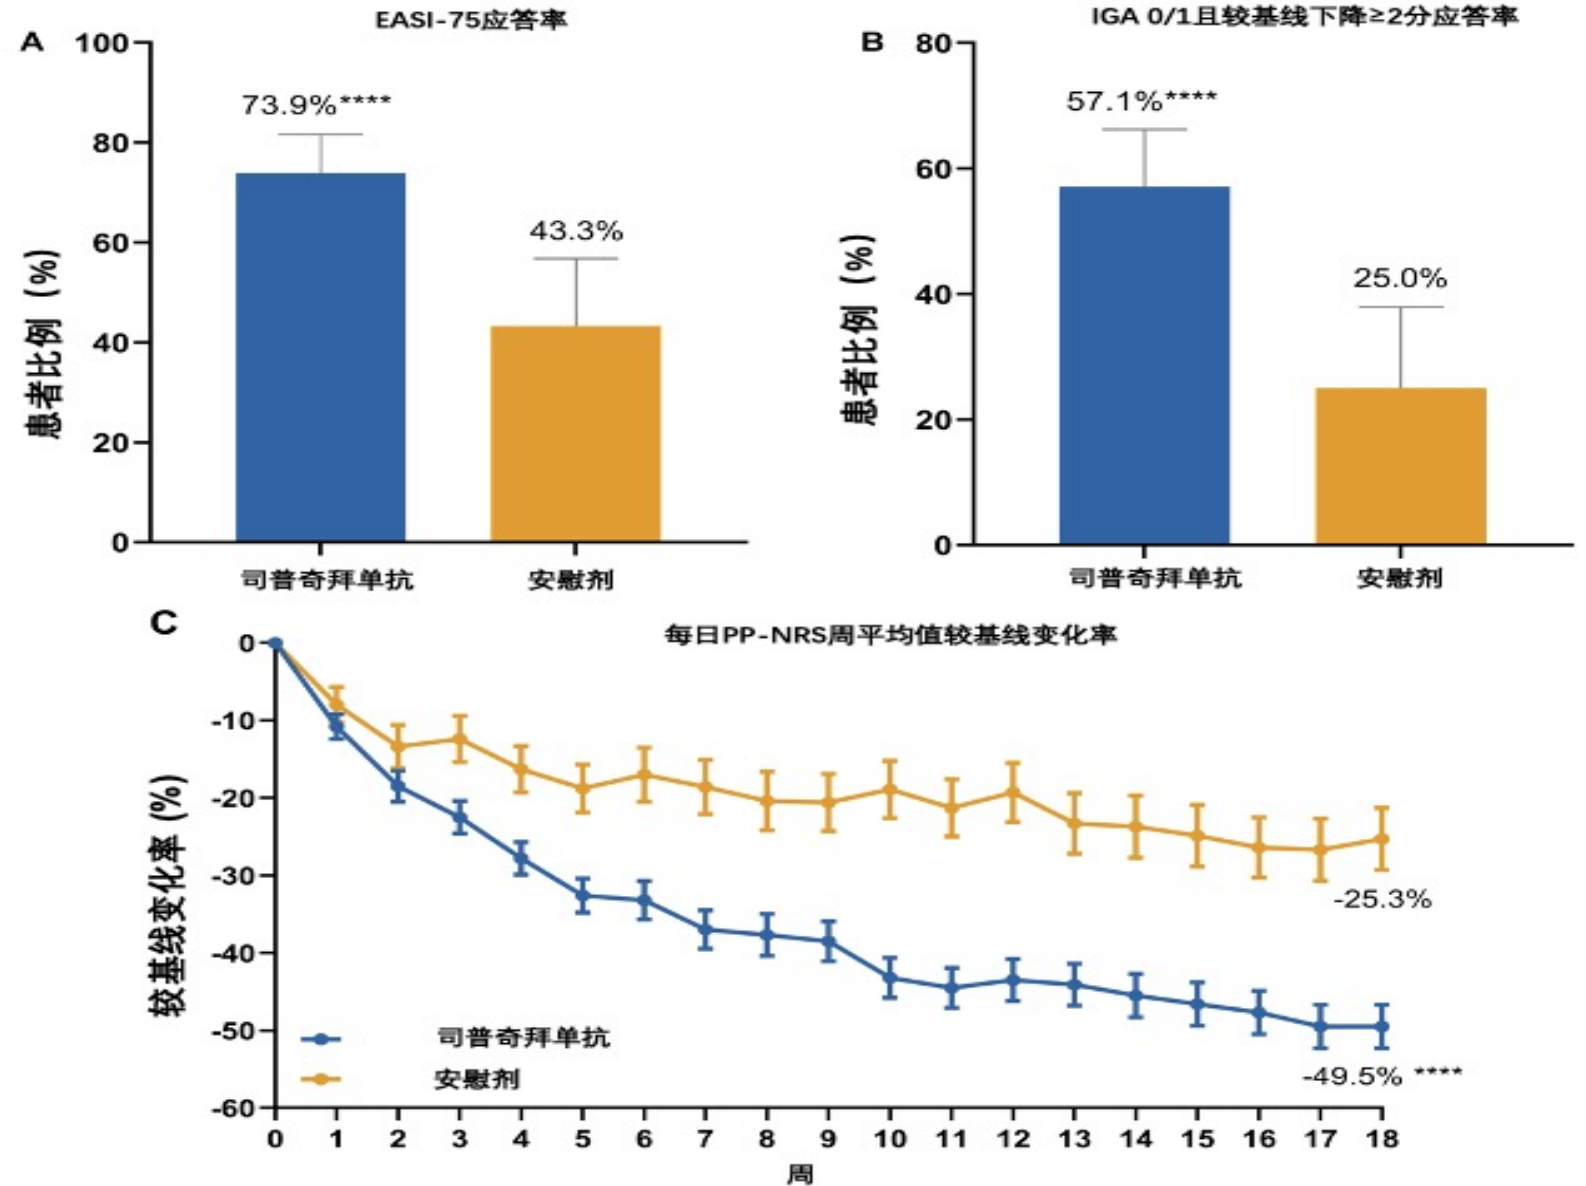 A
EASI-75应答率
100
80
60
40
20
0
患者比例 (%)
73.9%****
43.3%
司普奇拜单抗
安慰剂
B
IGA 0/1且较基线下降≥2分应答率
80
60
40
20
0
患者比例 (%)
57.1%****
25.0%
司普奇拜单抗
安慰剂
C
每日PP-NRS周平均值较基线变化率
0
-10
-20
-30
-40
-50
-60
较基线变化率 (%)
-25.3%
-49.5% ****
司普奇拜单抗
安慰剂
0 1 2 3 4 5 6 7 8 9 10 11 12 13 14 15 16 17 18
周